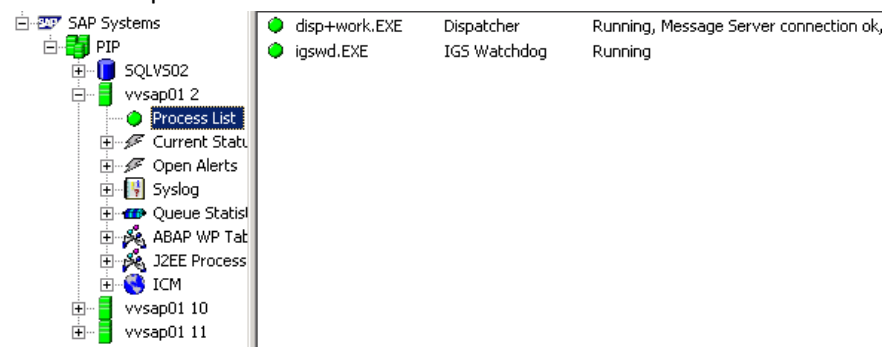 SAP Systems
PIP
SQLVS02
vvsap01 2
Process List
Current Statu
Open Alerts
Syslog
Queue Statist
ABAP WP Tab
J2EE Process
ICM
vvsap01 10
vvsap01 11
disp+work.EXE Dispatcher Running, Message Server connection ok,
igswd.EXE IGS Watchdog Running